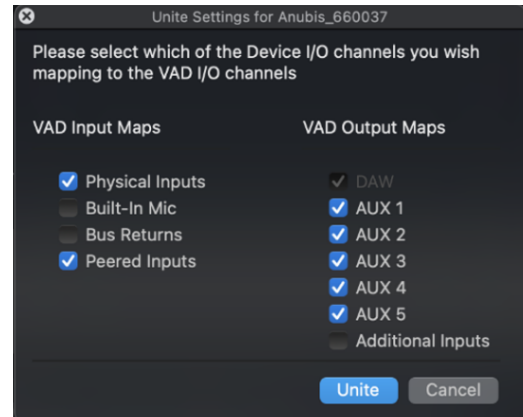 Unite Settings for Anubis_660037
Please select which of the Device I/O channels you wish
mapping to the VAD I/O channels
VAD Input Maps
Physical Inputs
Built-In Mic
Bus Returns
Peered Inputs
VAD Output Maps
DAW
AUX 1
AUX 2
AUX 3
AUX 4
AUX 5
Additional Inputs
Unite
Cancel